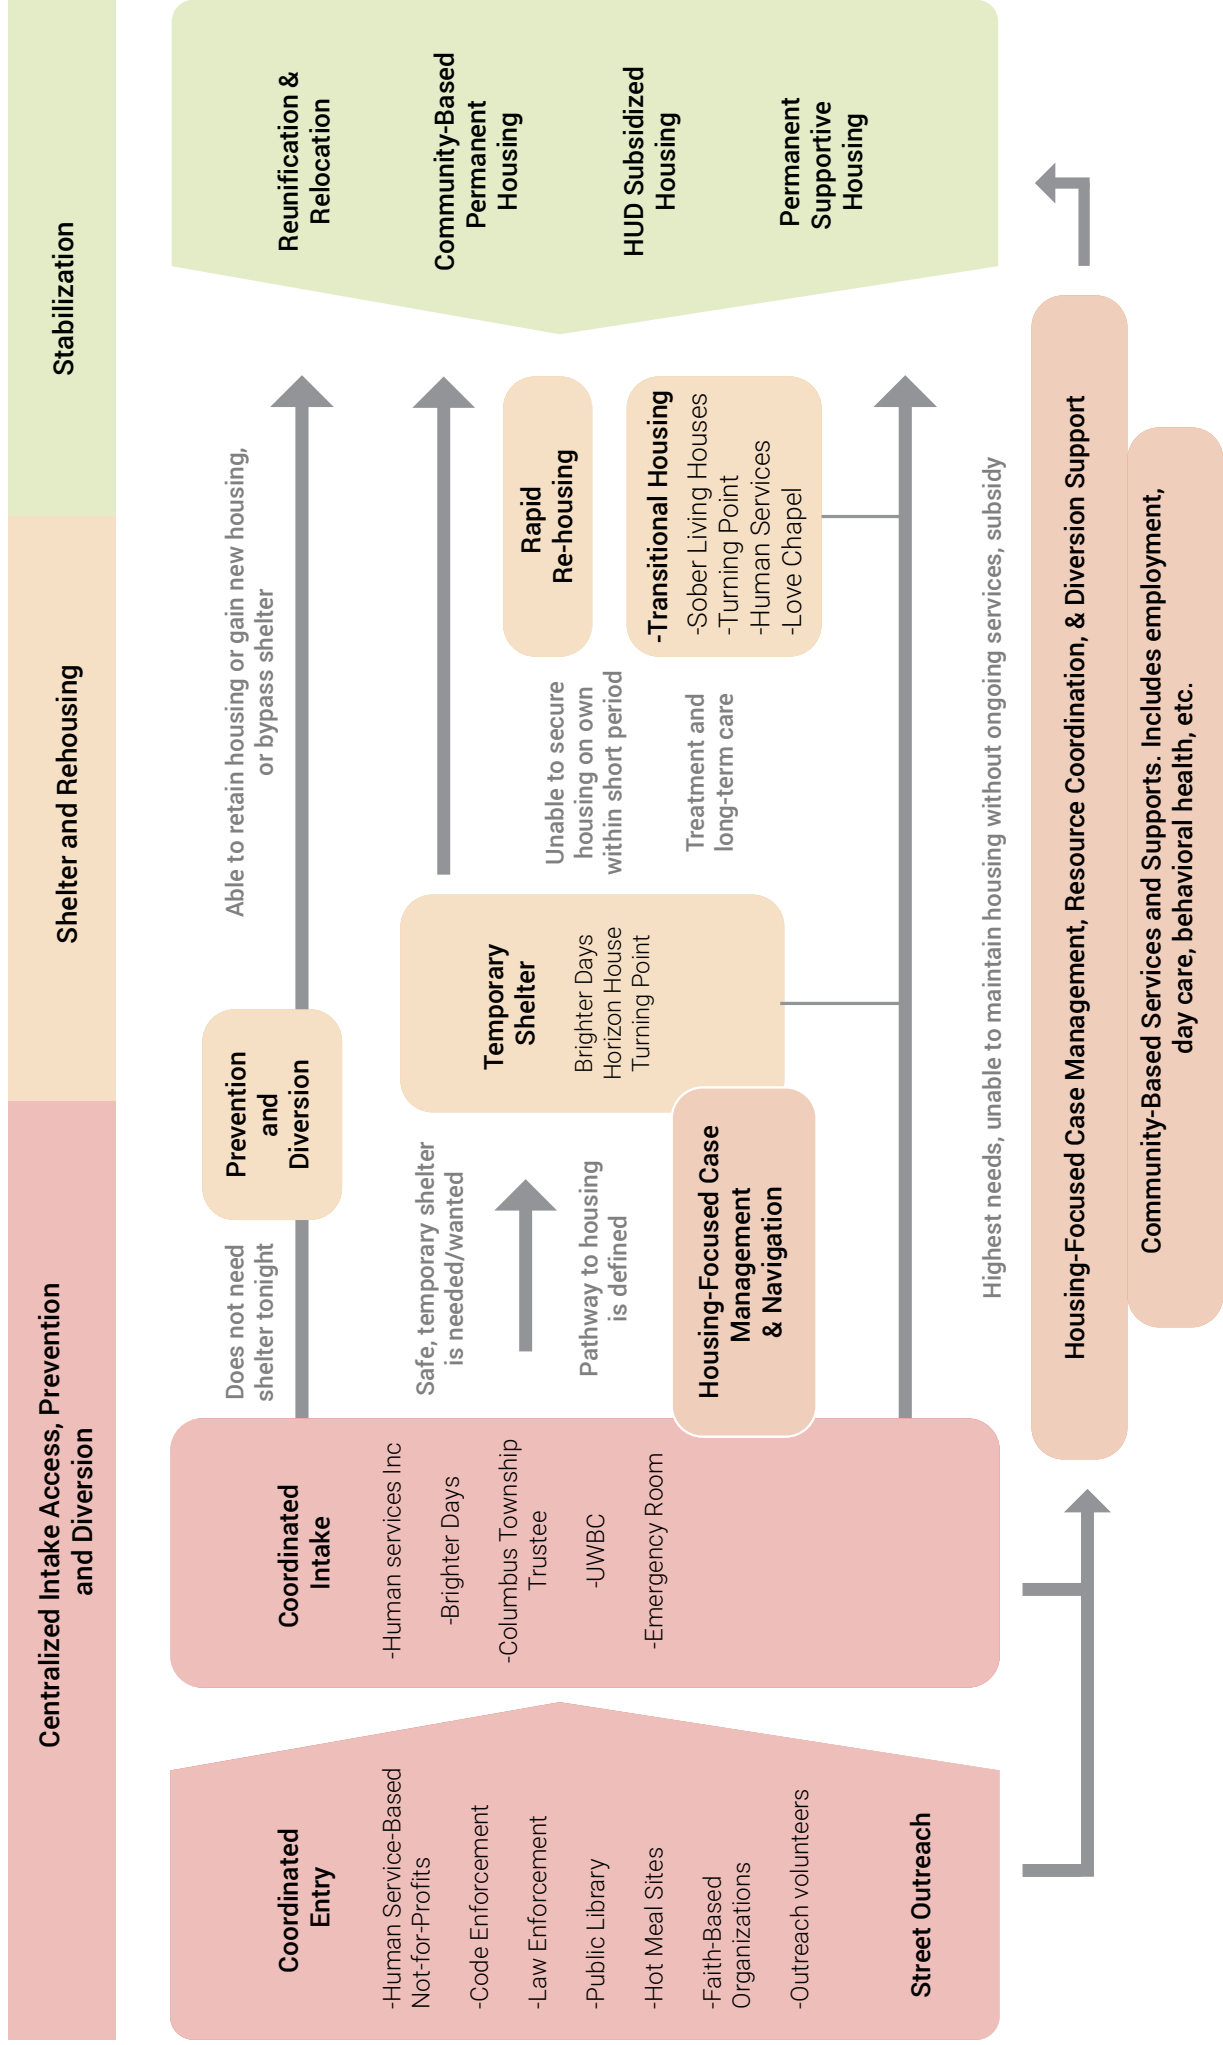 Centralized Intake Access, Prevention
and Diversion
Shelter and Rehousing
Stabilization
Coordinated
Entry
-Human Service-Based
Not-for-Profits
-Code Enforcement
-Law Enforcement
-Public Library
-Hot Meal Sites
-Faith-Based
Organizations
-Outreach volunteers
Street Outreach
Coordinated
Intake
-Human services Inc
-Brighter Days
-Columbus Township
Trustee
-UWBC
-Emergency Room
Does not need
shelter tonight
Prevention
and
Diversion
Able to retain housing or gain new housing,
or bypass shelter
Safe, temporary shelter
is needed/wanted
Pathway to housing
is defined
Housing-Focused Case
Management
& Navigation
Temporary
Shelter
Brighter Days
Horizon House
Turning Point
Unable to secure
housing on own
within short period
Treatment and
long-term care
Rapid
Re-housing
-Transitional Housing
-Sober Living Houses
-Turning Point
-Human Services
-Love Chapel
Highest needs, unable to maintain housing without ongoing services, subsidy
Reunification &
Relocation
Community-Based
Permanent
Housing
HUD Subsidized
Housing
Permanent
Supportive
Housing
Housing-Focused Case Management, Resource Coordination, & Diversion Support
Community-Based Services and Supports. Includes employment,
day care, behavioral health, etc.